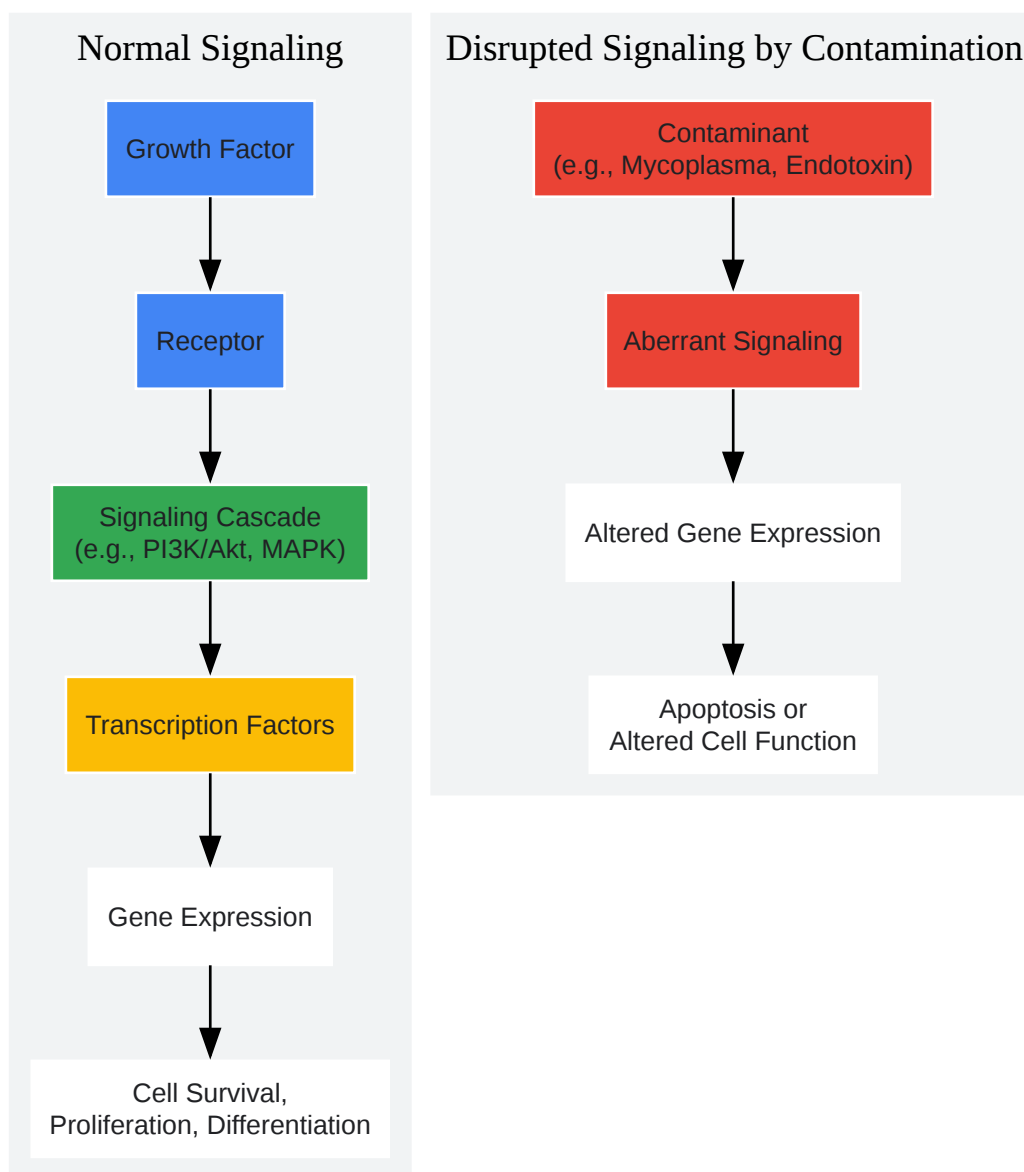 Normal Signaling
Growth Factor
Receptor
Signaling Cascade
(e.g., PI3K/Akt, MAPK)
Transcription Factors
Gene Expression
Cell Survival,
Proliferation, Differentiation
Disrupted Signaling by Contamination
Contaminant
(e.g., Mycoplasma, Endotoxin)
Aberrant Signaling
Altered Gene Expression
Apoptosis or
Altered Cell Function